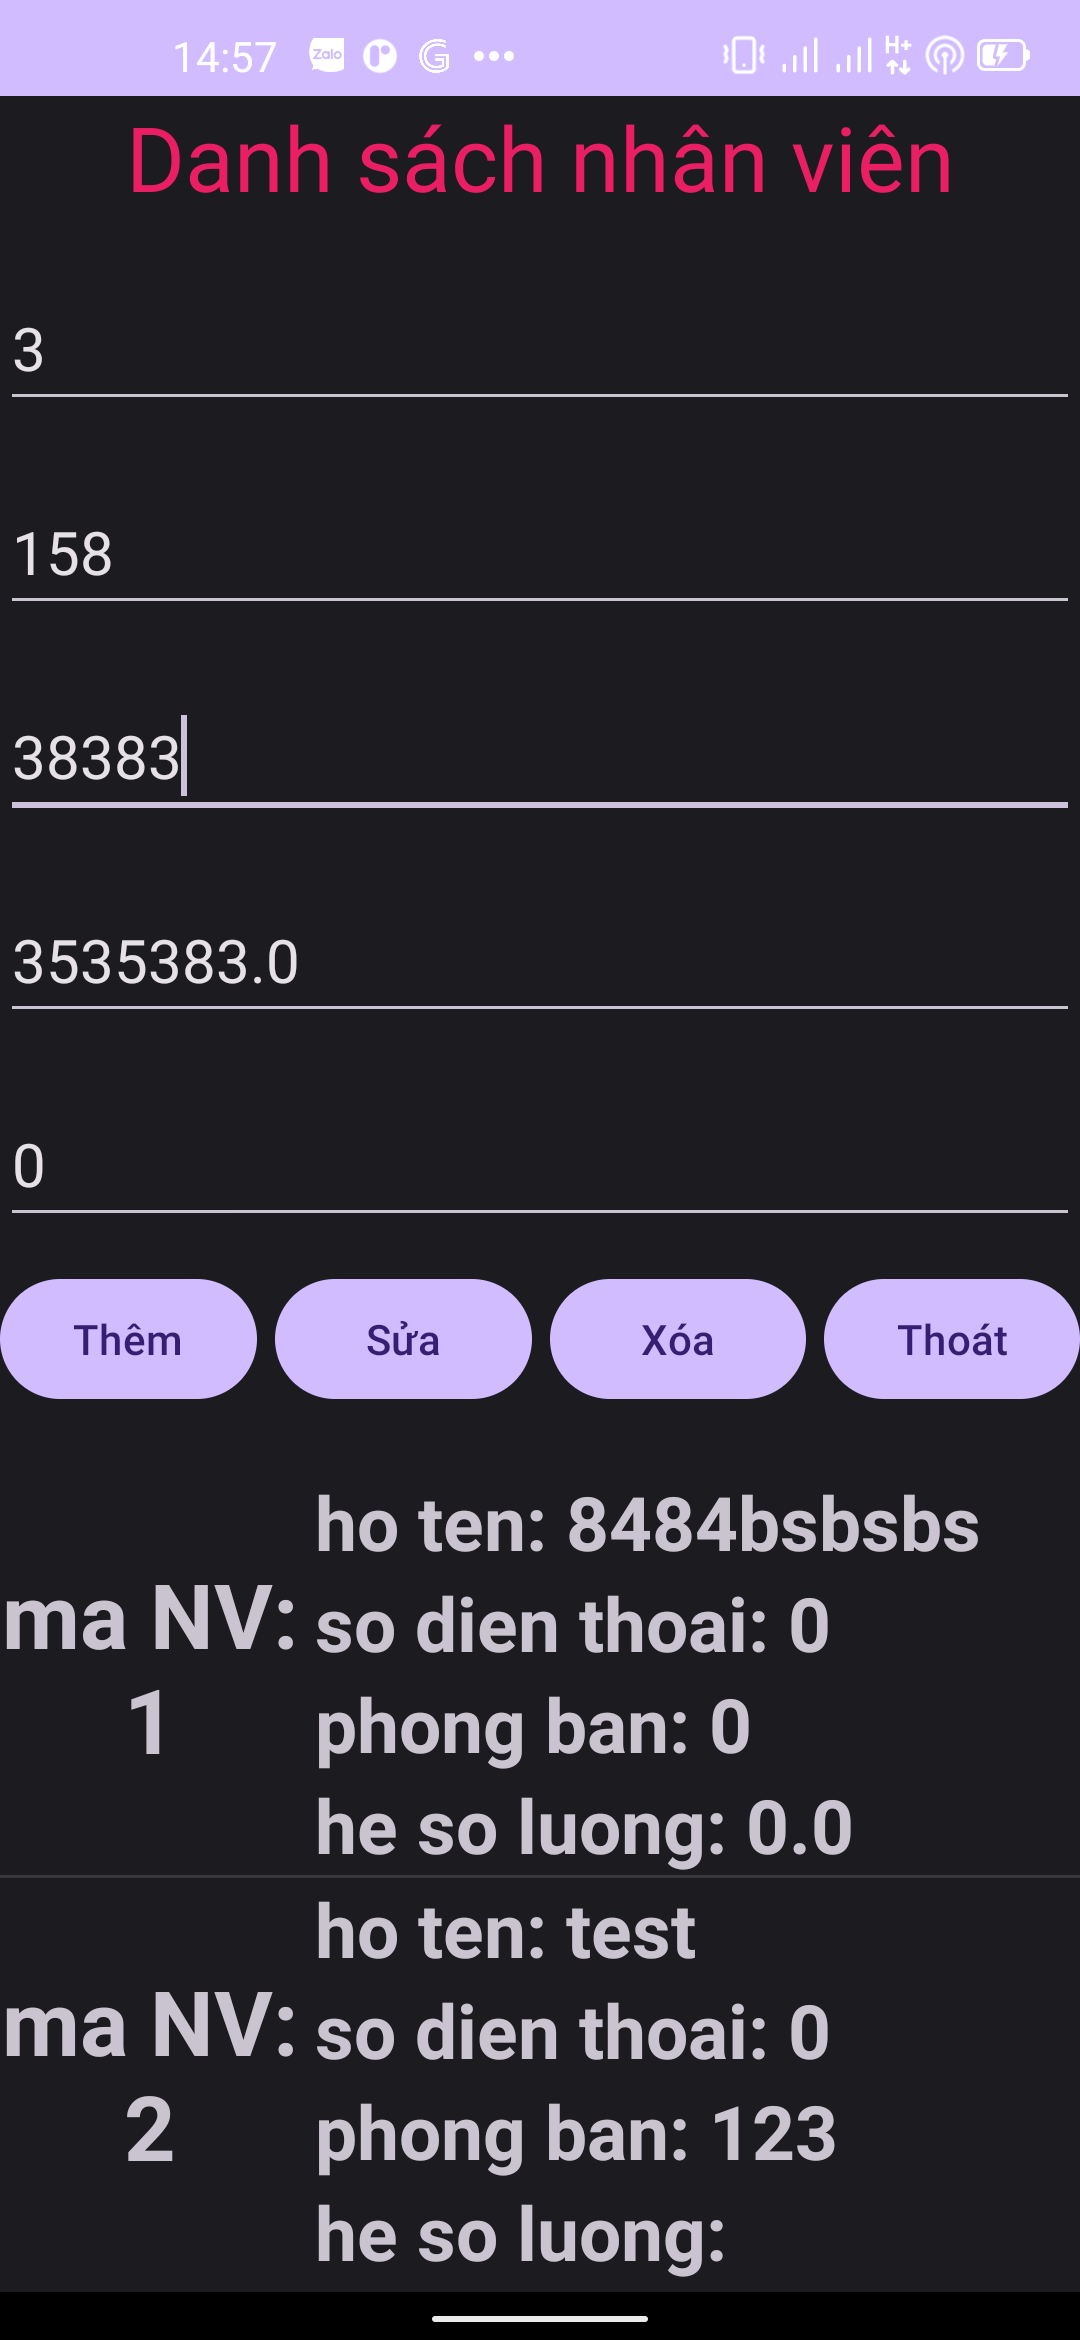 14:57 Zalo H+
Danh sách nhân viên
3
158
38383
3535383.0
0
Thêm Sửa Xóa Thoát
ma NV: 1
ho ten: 8484bsbsbs
so dien thoai: 0
phong ban: 0
he so luong: 0.0
ma NV: 2
ho ten: test
so dien thoai: 0
phong ban: 123
he so luong: